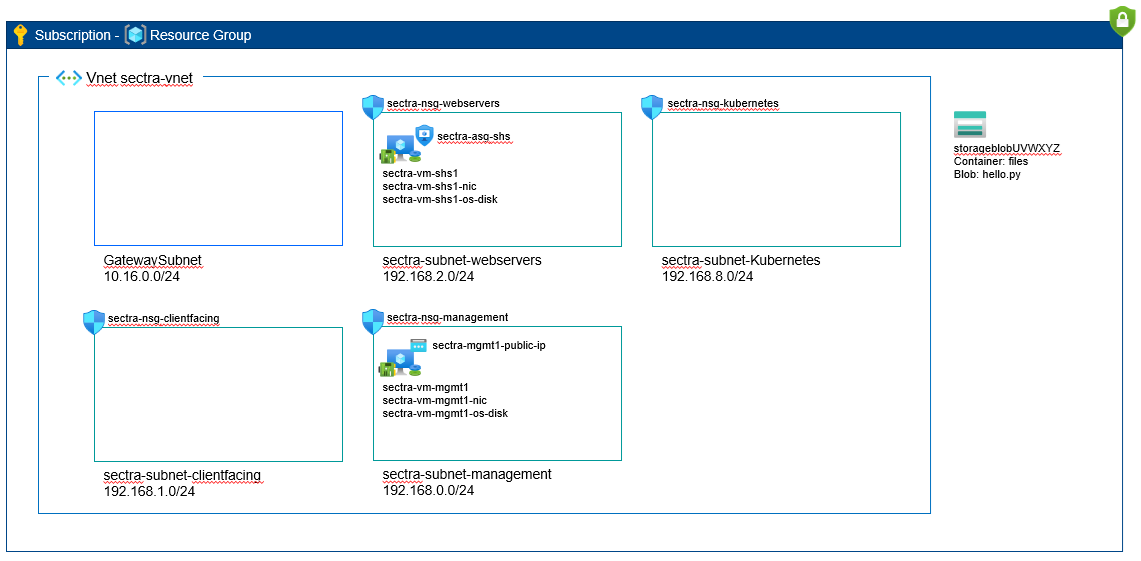 Subscription - Resource Group
Vnet sectra-vnet
GatewaySubnet
10.16.0.0/24
sectra-nsg-webservers
sectra-asg-shs
sectra-vm-shs1
sectra-vm-shs1-nic
sectra-vm-shs1-os-disk
sectra-subnet-webservers
192.168.2.0/24
sectra-nsg-kubernetes
sectra-subnet-Kubernetes
192.168.8.0/24
storageblobUVWXYZ
Container: files
Blob: hello.py
sectra-nsg-clientfacing
sectra-subnet-clientfacing
192.168.1.0/24
sectra-nsg-management
sectra-mgmt1-public-ip
sectra-vm-mgmt1
sectra-vm-mgmt1-nic
sectra-vm-mgmt1-os-disk
sectra-subnet-management
192.168.0.0/24